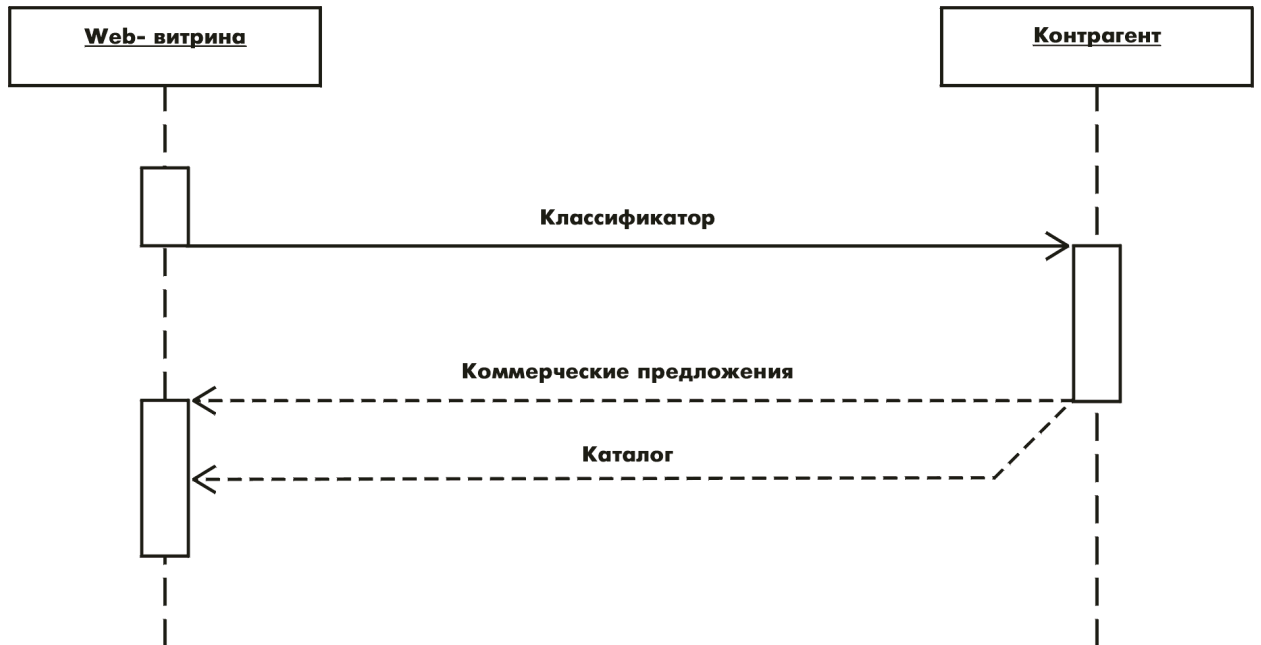 Web- витрина
Контрагент
Классификатор
Коммерческие предложения
Каталог